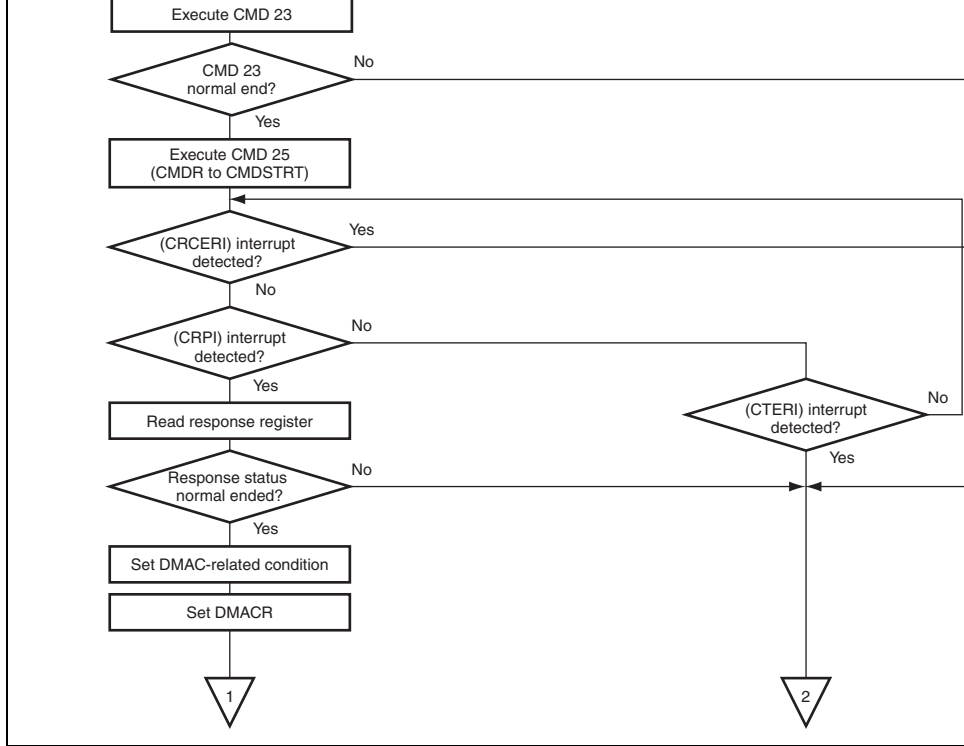 Execute CMD 23
CMD 23
normal end?
No
Yes
Execute CMD 25
(CMDR to CMDSTRT)
(CRCERI) interrupt
detected?
Yes
No
(CRPI) interrupt
detected?
No
Yes
(CTERI) interrupt
detected?
No
Yes
Read response register
Response status
normal ended?
No
Yes
Set DMAC-related condition
Set DMACR
1
2